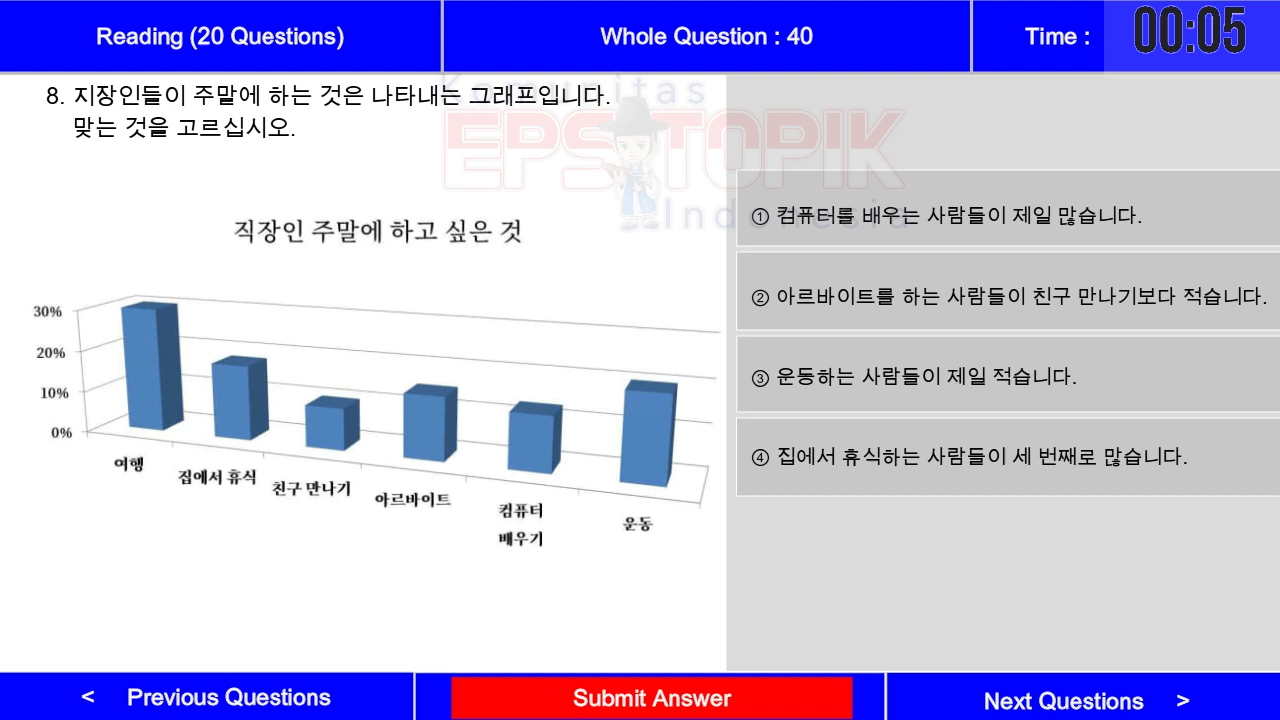 Reading (20 Questions)
Whole Question : 40
Time :
00:05
8. 지장인들이 주말에 하는 것은 나타내는 그래프입니다.
맞는 것을 고르십시오.
Komunitas
EPS TOPIK
Indonesia
직장인 주말에 하고 싶은 것
30%
20%
10%
0%
여행
집에서 휴식
친구 만나기
아르바이트
컴퓨터
배우기
운동
① 컴퓨터를 배우는 사람들이 제일 많습니다.
② 아르바이트를 하는 사람들이 친구 만나기보다 적습니다.
③ 운동하는 사람들이 제일 적습니다.
④ 집에서 휴식하는 사람들이 세 번째로 많습니다.
< Previous Questions
Submit Answer
Next Questions >